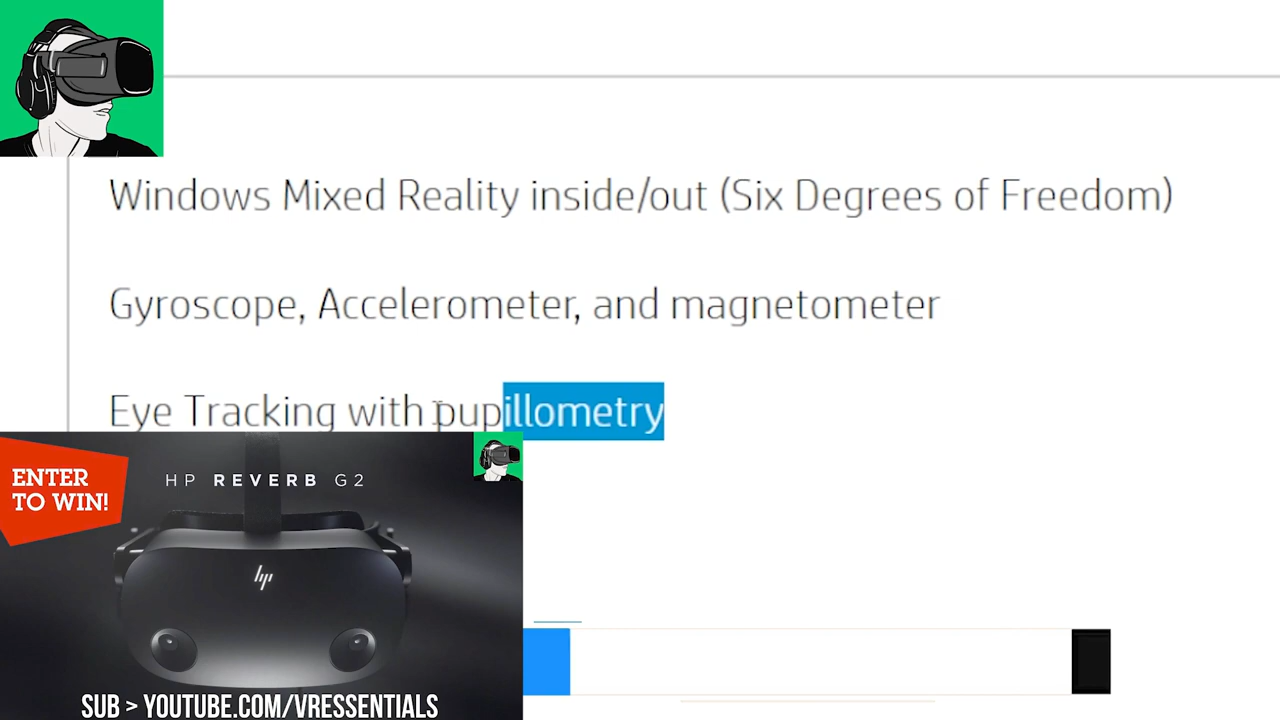 Windows Mixed Reality inside/out (Six Degrees of Freedom)
Gyroscope, Accelerometer, and magnetometer
Eye Tracking with pupillometry
ENTER
TO WIN!
HP REVERB G2
hp
SUB > YOUTUBE.COM/VRESSENTIALS